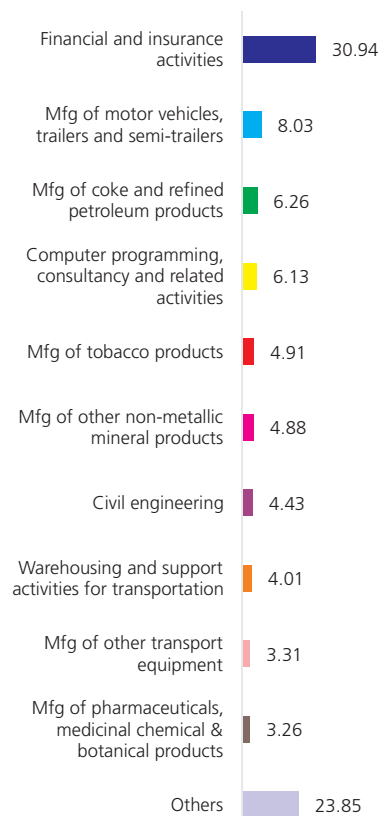 Financial and insurance
activities
30.94
Mfg of motor vehicles,
trailers and semi-trailers
8.03
Mfg of coke and refined
petroleum products
6.26
Computer programming,
consultancy and related
activities
6.13
Mfg of tobacco products
4.91
Mfg of other non-metallic
mineral products
4.88
Civil engineering
4.43
Warehousing and support
activities for transportation
4.01
Mfg of other transport
equipment
3.31
Mfg of pharmaceuticals,
medicinal chemical &
botanical products
3.26
Others
23.85